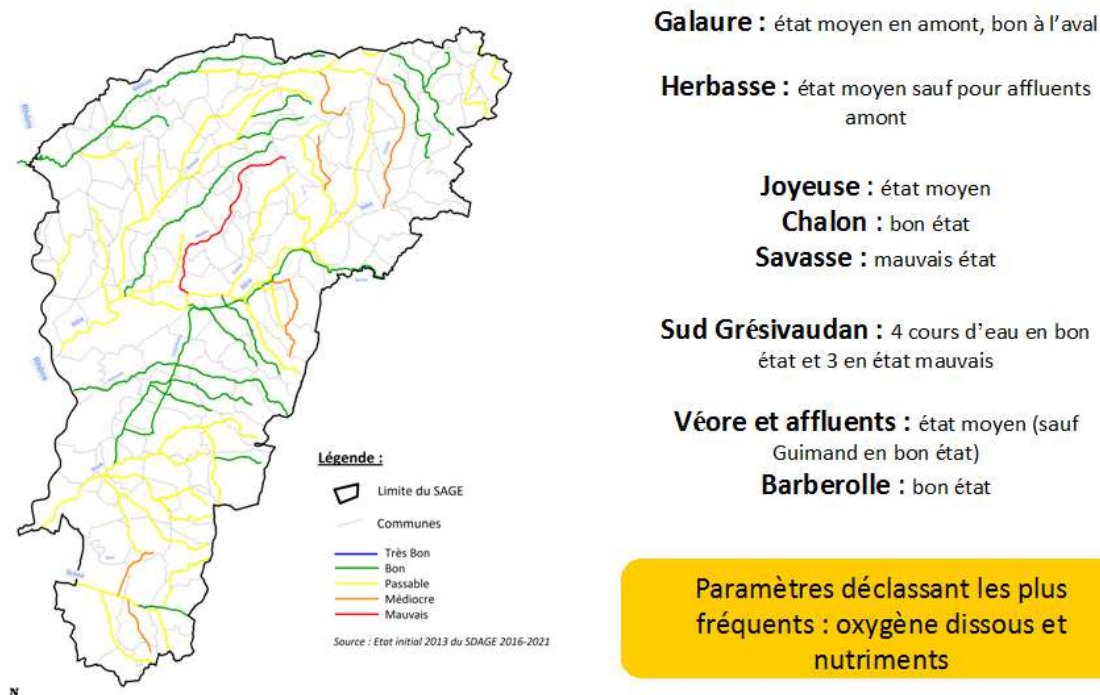 Galaure : état moyen en amont, bon à l’aval
Herbasse : état moyen sauf pour affluents
amont
Joyeuse : état moyen
Chalon : bon état
Savasse : mauvais état
Sud Grésivaudan : 4 cours d’eau en bon
état et 3 en état mauvais
Véore et affluents : état moyen (sauf
Guimand en bon état)
Barberolle : bon état
Paramètres déclassant les plus
fréquents : oxygène dissous et
nutriments
Rhône
Isère
Rhône
Légende :
Limite du SAGE
Communes
Très Bon
Bon
Passable
Médiocre
Mauvais
Source : Etat initial 2013 du SDAGE 2016-2021
N